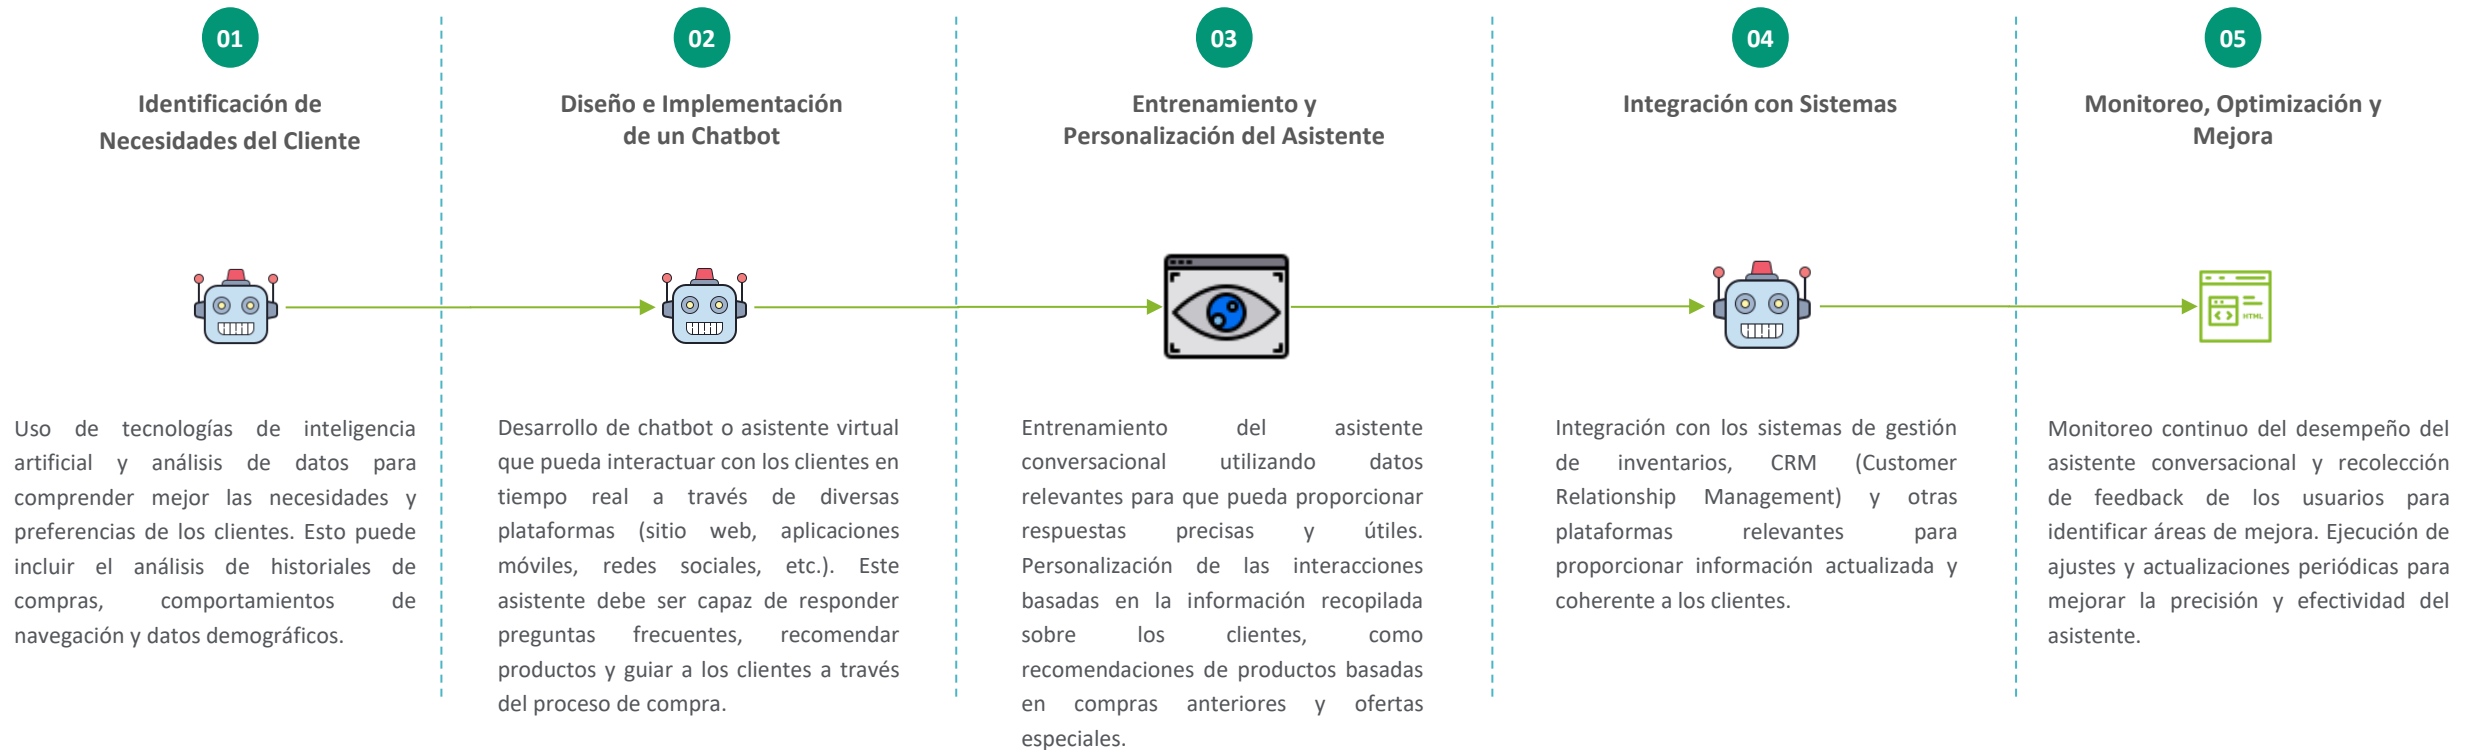 01
Identificación de
Necesidades del Cliente
Uso de tecnologías de inteligencia
artificial y análisis de datos para
comprender mejor las necesidades y
preferencias de los clientes. Esto puede
incluir el análisis de historiales de
compras, comportamientos de
navegación y datos demográficos.
02
Diseño e Implementación
de un Chatbot
Desarrollo de chatbot o asistente virtual
que pueda interactuar con los clientes en
tiempo real a través de diversas
plataformas (sitio web, aplicaciones
móviles, redes sociales, etc.). Este
asistente debe ser capaz de responder
preguntas frecuentes, recomendar
productos y guiar a los clientes a través
del proceso de compra.
03
Entrenamiento y
Personalización del Asistente
Entrenamiento del asistente
conversacional utilizando datos
relevantes para que pueda proporcionar
respuestas precisas y útiles.
Personalización de las interacciones
basadas en la información recopilada
sobre los clientes, como
recomendaciones de productos basadas
en compras anteriores y ofertas
especiales.
04
Integración con Sistemas
Integración con los sistemas de gestión
de inventarios, CRM (Customer
Relationship Management) y otras
plataformas relevantes para
proporcionar información actualizada y
coherente a los clientes.
05
Monitoreo, Optimización y
Mejora
HTML
Monitoreo continuo del desempeño del
asistente conversacional y recolección
de feedback de los usuarios para
identificar áreas de mejora. Ejecución de
ajustes y actualizaciones periódicas para
mejorar la precisión y efectividad del
asistente.